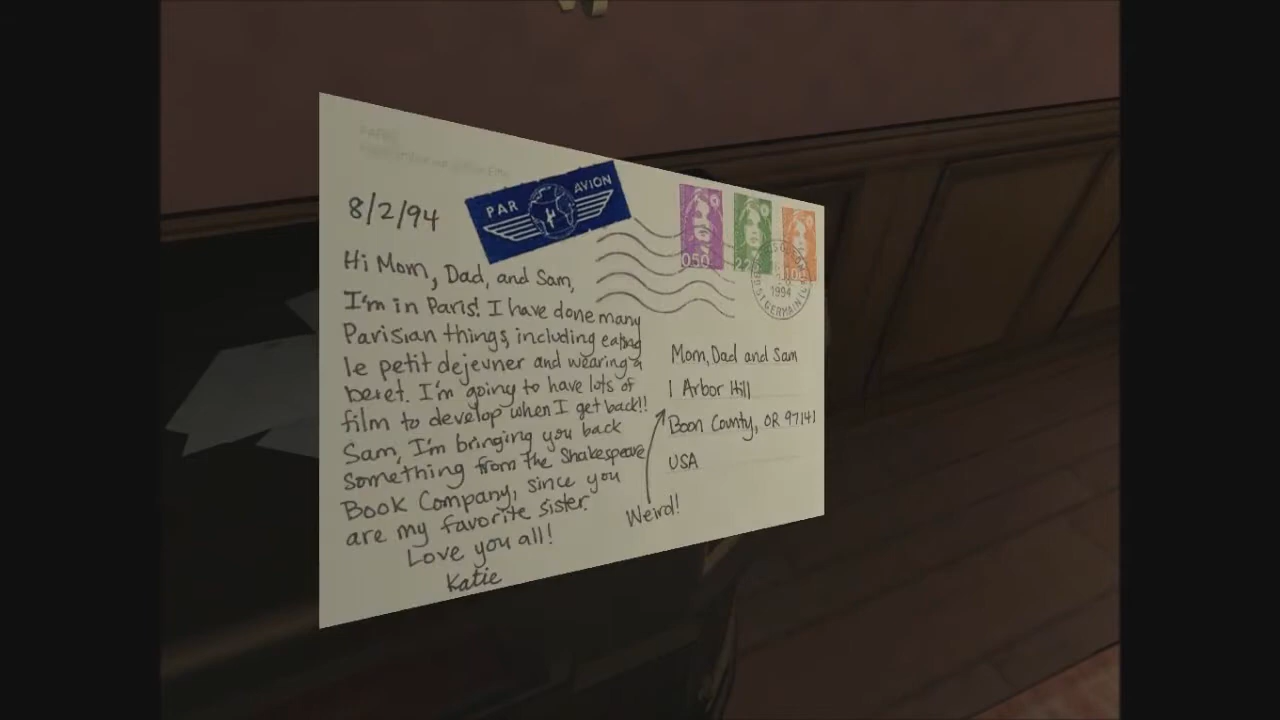 8/2/94
PAR AVION
Hi Mom, Dad, and Sam,
I'm in Paris! I have done many
Parisian things, including eating
le petit dejeuner and wearing a
beret. I'm going to have lots of
film to develop when I get back!!
Sam, I'm bringing you back
something from the Shakespeare
Book Company, since you
are my favorite sister.
Love you all!
Katie
050
1994
ST GERMAIN
Mom, Dad and Sam
1 Arbor Hill
Boon County, OR 97141
USA
Weird!